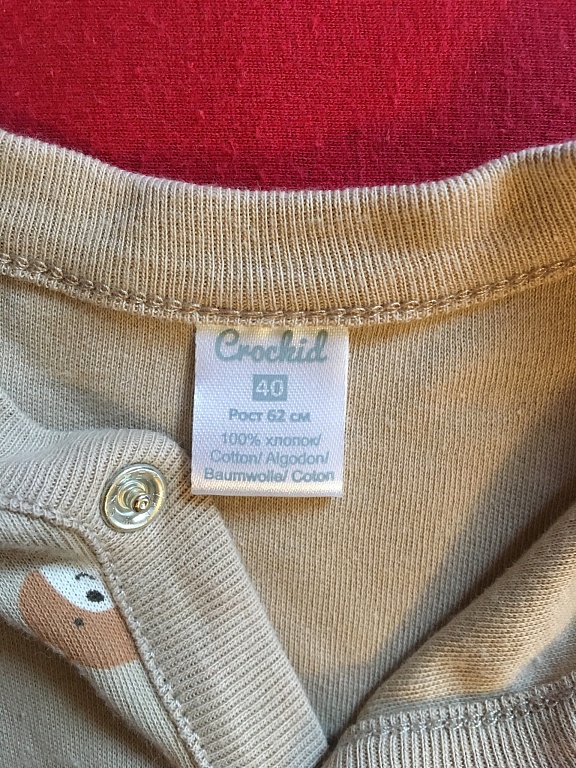 Crockid
40
Рост 62 см
100% хлопок/
Cotton/ Algodon/
Baumwolle/ Coton